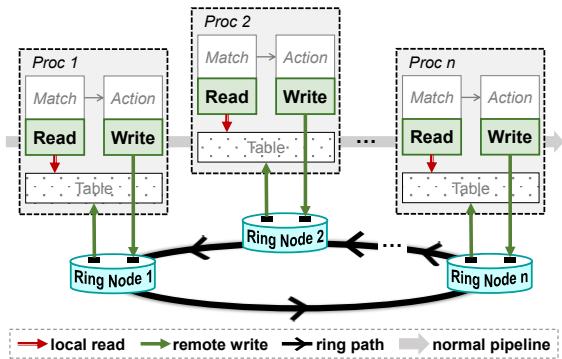 Proc 1
Match
Action
Read
Write
Table
Proc 2
Match
Action
Read
Write
Table
...
Proc n
Match
Action
Read
Write
Table
Ring Node 1
Ring Node 2
...
Ring Node n
local read
remote write
ring path
normal pipeline